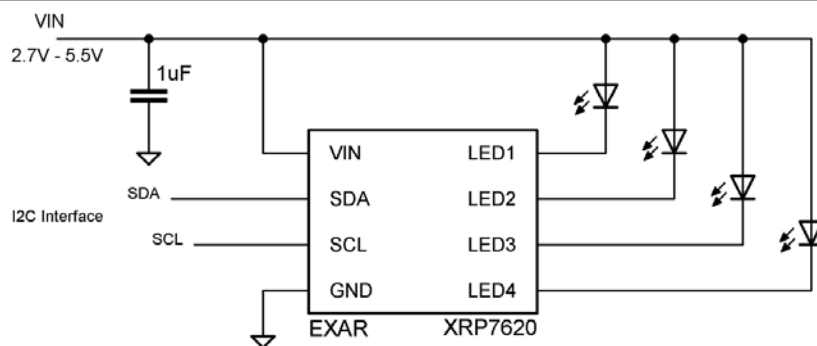 VIN
2.7V - 5.5V
1uF
VIN LED1
SDA SDA LED2
I2C Interface
SCL SCL LED3
GND LED4
EXAR XRP7620